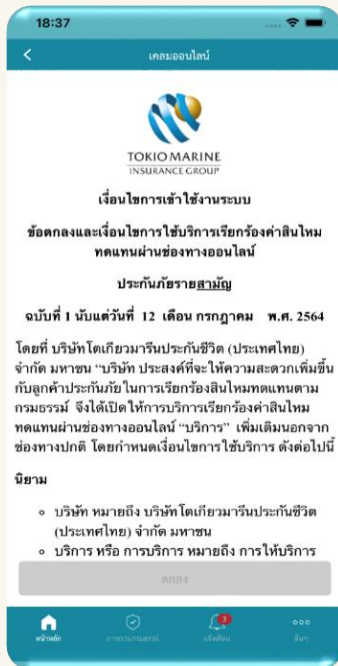 18:37
เคลมออนไลน์
TOKIO MARINE
INSURANCE GROUP
เงื่อนไขการเข้าใช้งานระบบ
ข้อตกลงและเงื่อนไขการใช้บริการเรียกร้องค่าสินไหม
ทดแทนผ่านช่องทางออนไลน์
ประกันภัยรายสามัญ
ฉบับที่ 1 นับแต่วันที่ 12 เดือน กรกฎาคม พ.ศ. 2564
โดยที่ บริษัท โตเกียวมารีนประกันชีวิต (ประเทศไทย)
จำกัด มหาชน “บริษัท ประสงค์ที่จะให้ความสะดวกเพิ่มขึ้น
กับลูกค้าประกันภัย ในการเรียกร้องสินไหมทดแทนตาม
กรมธรรม์ จึงได้เปิดให้การบริการเรียกร้องค่าสินไหม
ทดแทนผ่านช่องทางออนไลน์ “บริการ” เพิ่มเติมนอกจาก
ช่องทางปกติ โดยกำหนดเงื่อนไขการใช้บริการ ดังต่อไปนี้
นิยาม
บริษัท หมายถึง บริษัท โตเกียวมารีนประกันชีวิต
(ประเทศไทย) จำกัด มหาชน
บริการ หรือ การบริการ หมายถึง การให้บริการ
ตกลง
3
หน้าหลัก ภาพรวมกรมธรรม์ แจ้งเตือน อื่นๆ